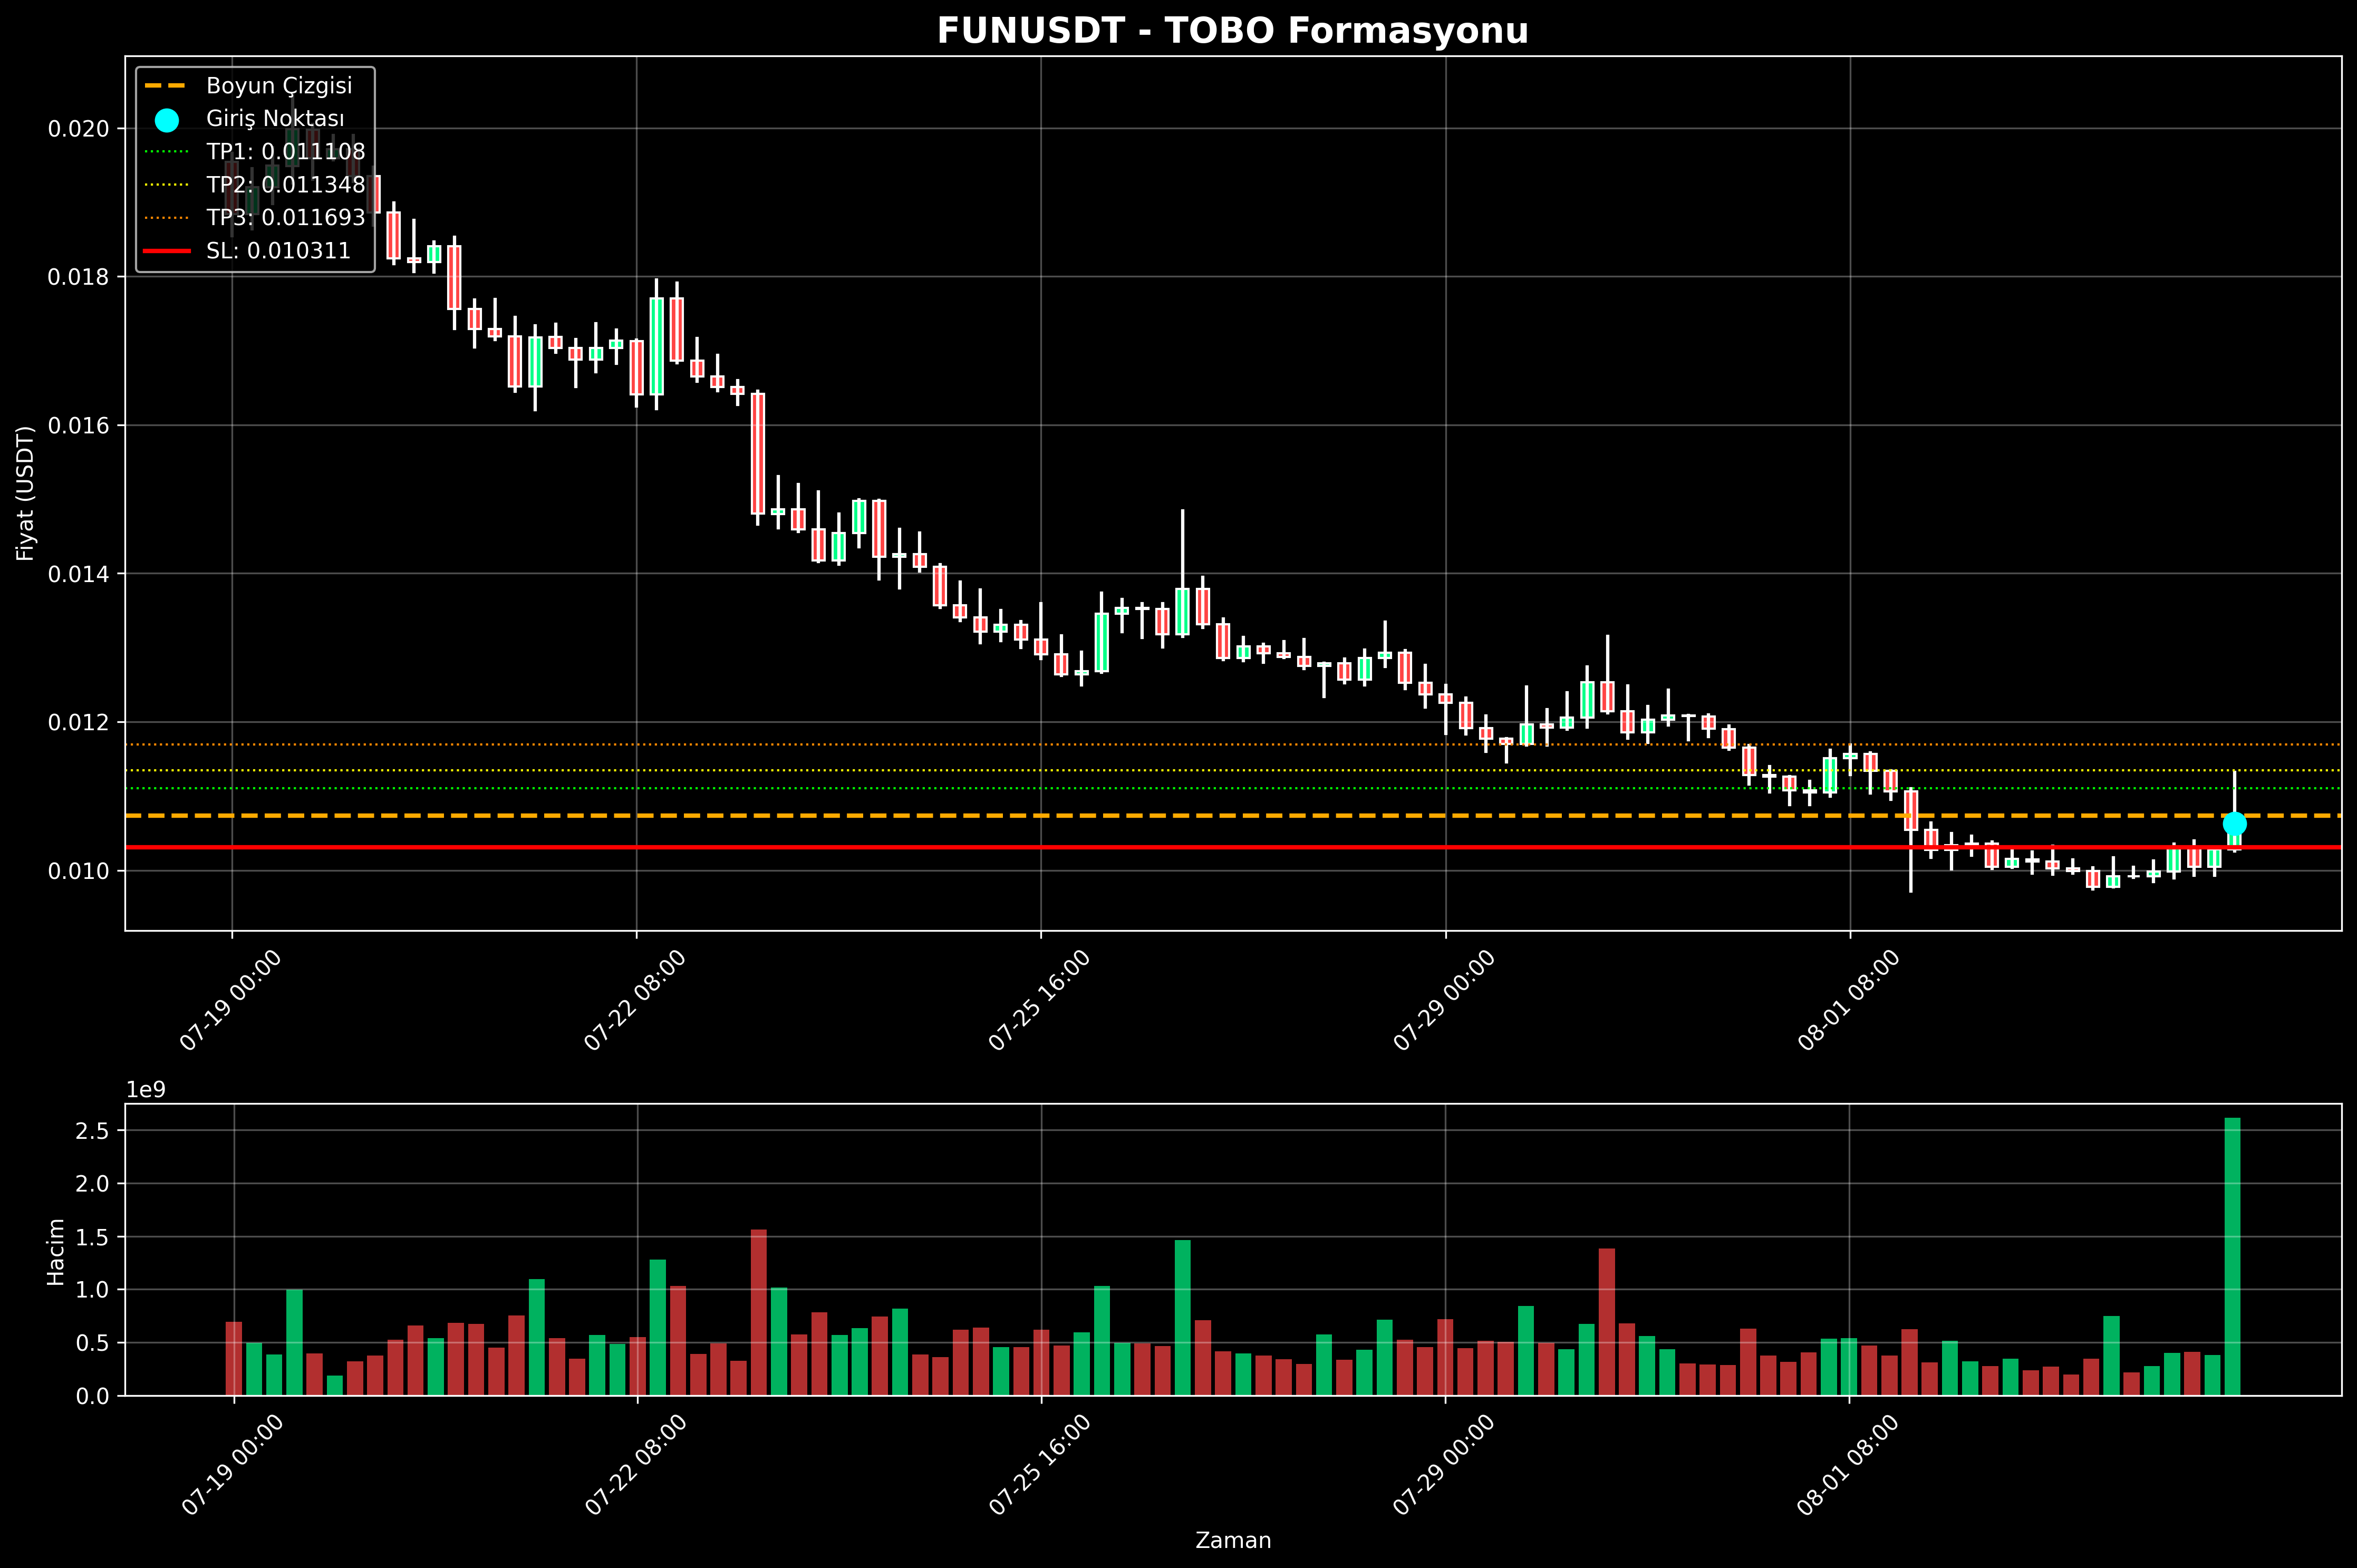 FUNUSDT - TOBO Formasyonu
Boyun Çizgisi
Giriş Noktası
TP1: 0.011108
TP2: 0.011348
TP3: 0.011693
SL: 0.010311
Fiyat (USDT)
0.020
0.018
0.016
0.014
0.012
0.010
07-19 00:00
07-22 08:00
07-25 16:00
07-29 00:00
08-01 08:00
1e9
Hacim
2.5
2.0
1.5
1.0
0.5
0.0
07-19 00:00
07-22 08:00
07-25 16:00
07-29 00:00
08-01 08:00
Zaman